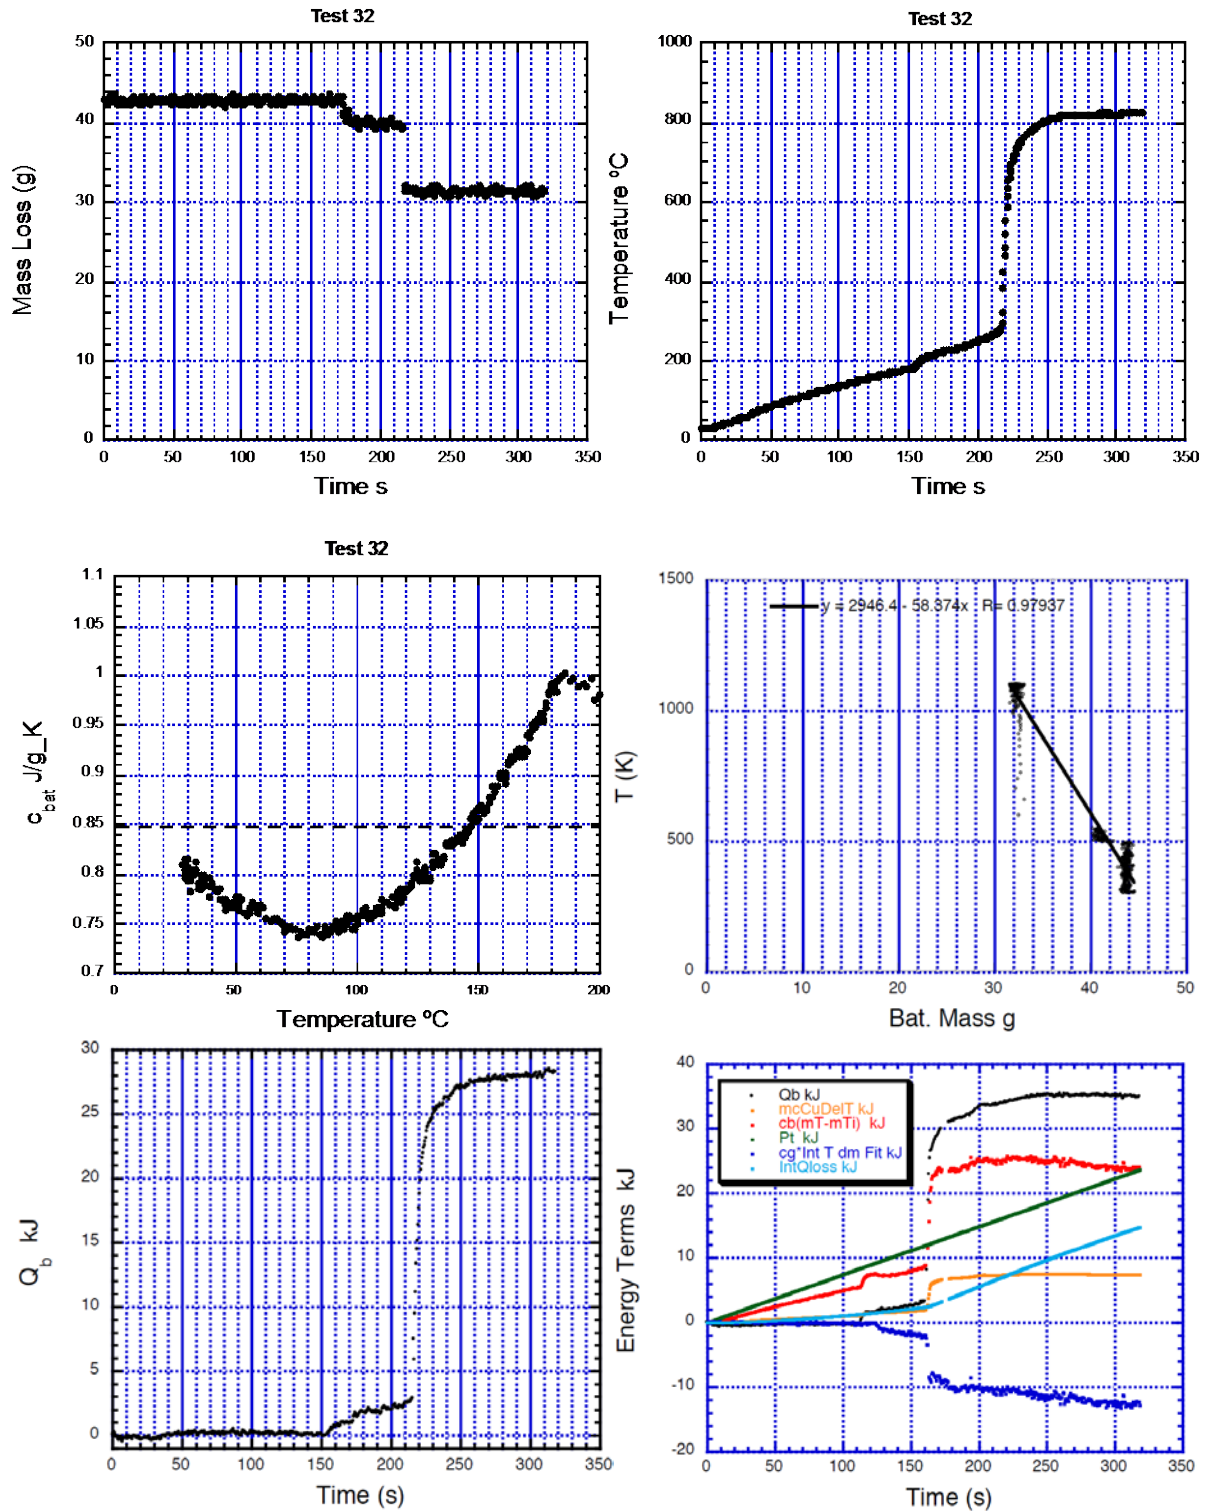 Test 32
50
40
30
20
10
0
Mass Loss (g)
0 50 100 150 200 250 300 350
Time s
Test 32
1000
800
600
400
200
0
Temperature ºC
0 50 100 150 200 250 300 350
Time s
Test 32
1.1
1.05
1
0.95
0.9
0.85
0.8
0.75
0.7
c_bat J/g_K
0 50 100 150 200
Temperature ºC
1500
1000
500
0
T (K)
y = 2946.4 - 58.374x R= 0.97937
0 10 20 30 40 50
Bat. Mass g
30
25
20
15
10
5
0
Q_b kJ
0 50 100 150 200 250 300 350
Time (s)
40
30
20
10
0
-10
-20
Energy Terms kJ
Qb kJ
mcCuDelT kJ
cb(mT-mTi) kJ
Pt kJ
cg*Int T dm Fit kJ
IntQloss kJ
0 50 100 150 200 250 300 350
Time (s)